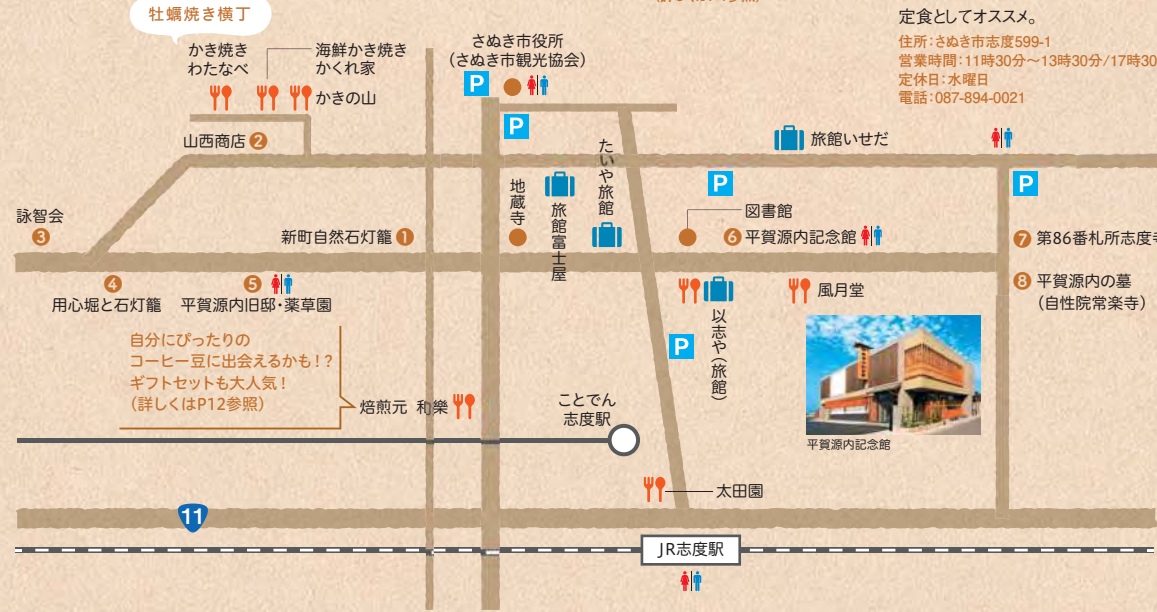 牡蠣焼き横丁
かき焼き
わたなべ
海鮮かき焼き
かくれ家
かきの山
山西商店 2
さぬき市役所
(さぬき市観光協会)
P
P
定食としてオススメ。
住所:さぬき市志度599-1
営業時間:11時30分〜13時30分/17時30
定休日:水曜日
電話:087-894-0021
旅館いせだ
P
P
たいや旅館
地蔵寺
旅館富士屋
図書館
詠智会
3
新町自然石灯籠 1
6 平賀源内記念館
7 第86番札所志度寺
4
用心堀と石灯籠
5
平賀源内旧邸・薬草園
8 平賀源内の墓
(自性院常楽寺)
風月堂
以志や(旅館)
P
自分にぴったりの
コーヒー豆に出会えるかも!?
ギフトセットも大人気!
(詳しくはP12参照)
焙煎元 和樂
ことでん
志度駅
平賀源内記念館
太田園
11
JR志度駅